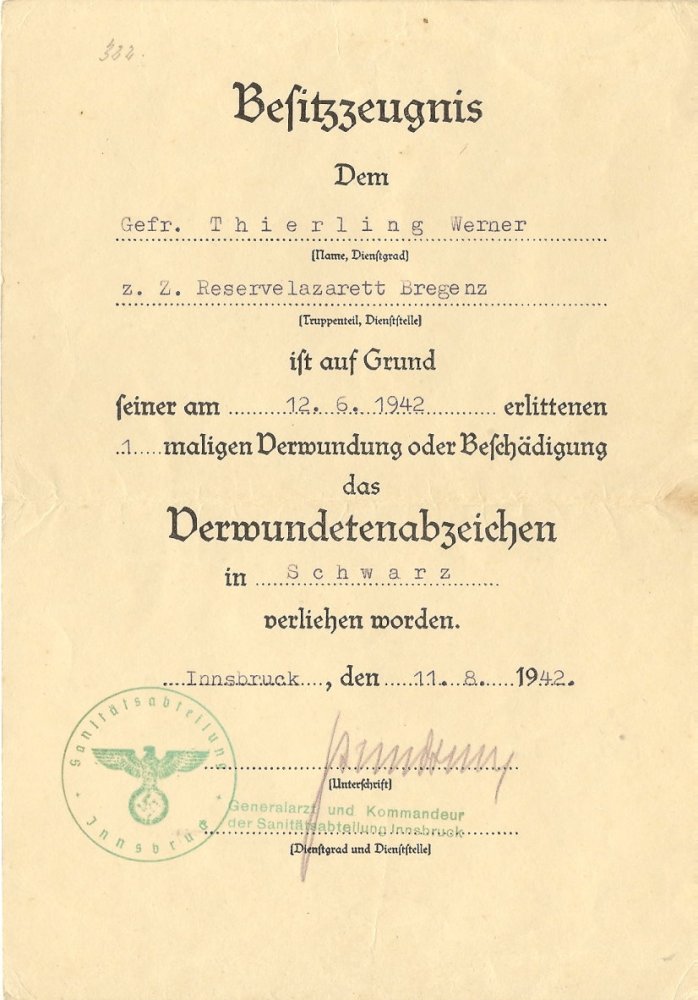 322.
Besitzzeugnis
Dem
Gefr. Thierling Werner
(Name, Dienstgrad)
z. Z. Reservelazarett Bregenz
(Truppenteil, Dienststelle)
ist auf Grund
seiner am 12. 6. 1942 erlittenen
1 maligen Verwundung oder Beschädigung
das
Verwundetenabzeichen
in Schwarz
verliehen worden.
Innsbruck, den 11. 8. 1942.
Sanitätsabteilung
Innsbruck
(Unterschrift)
Generalarzt und Kommandeur
der Sanitätsabteilung Innsbruck
(Dienstgrad und Dienststelle)